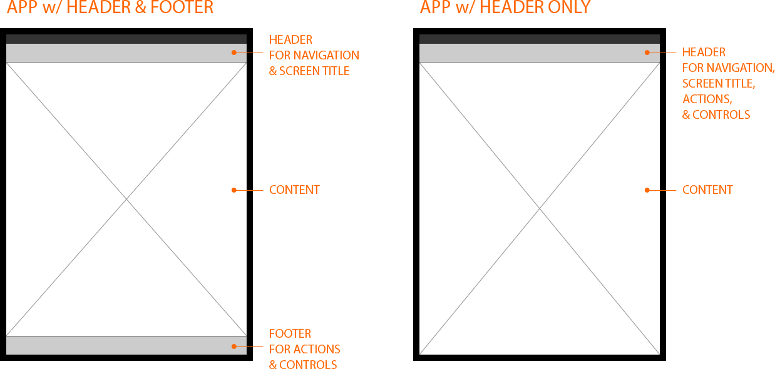 APP w/ HEADER & FOOTER
HEADER
FOR NAVIGATION
& SCREEN TITLE
CONTENT
FOOTER
FOR ACTIONS
& CONTROLS
APP w/ HEADER ONLY
HEADER
FOR NAVIGATION,
SCREEN TITLE,
ACTIONS,
& CONTROLS
CONTENT